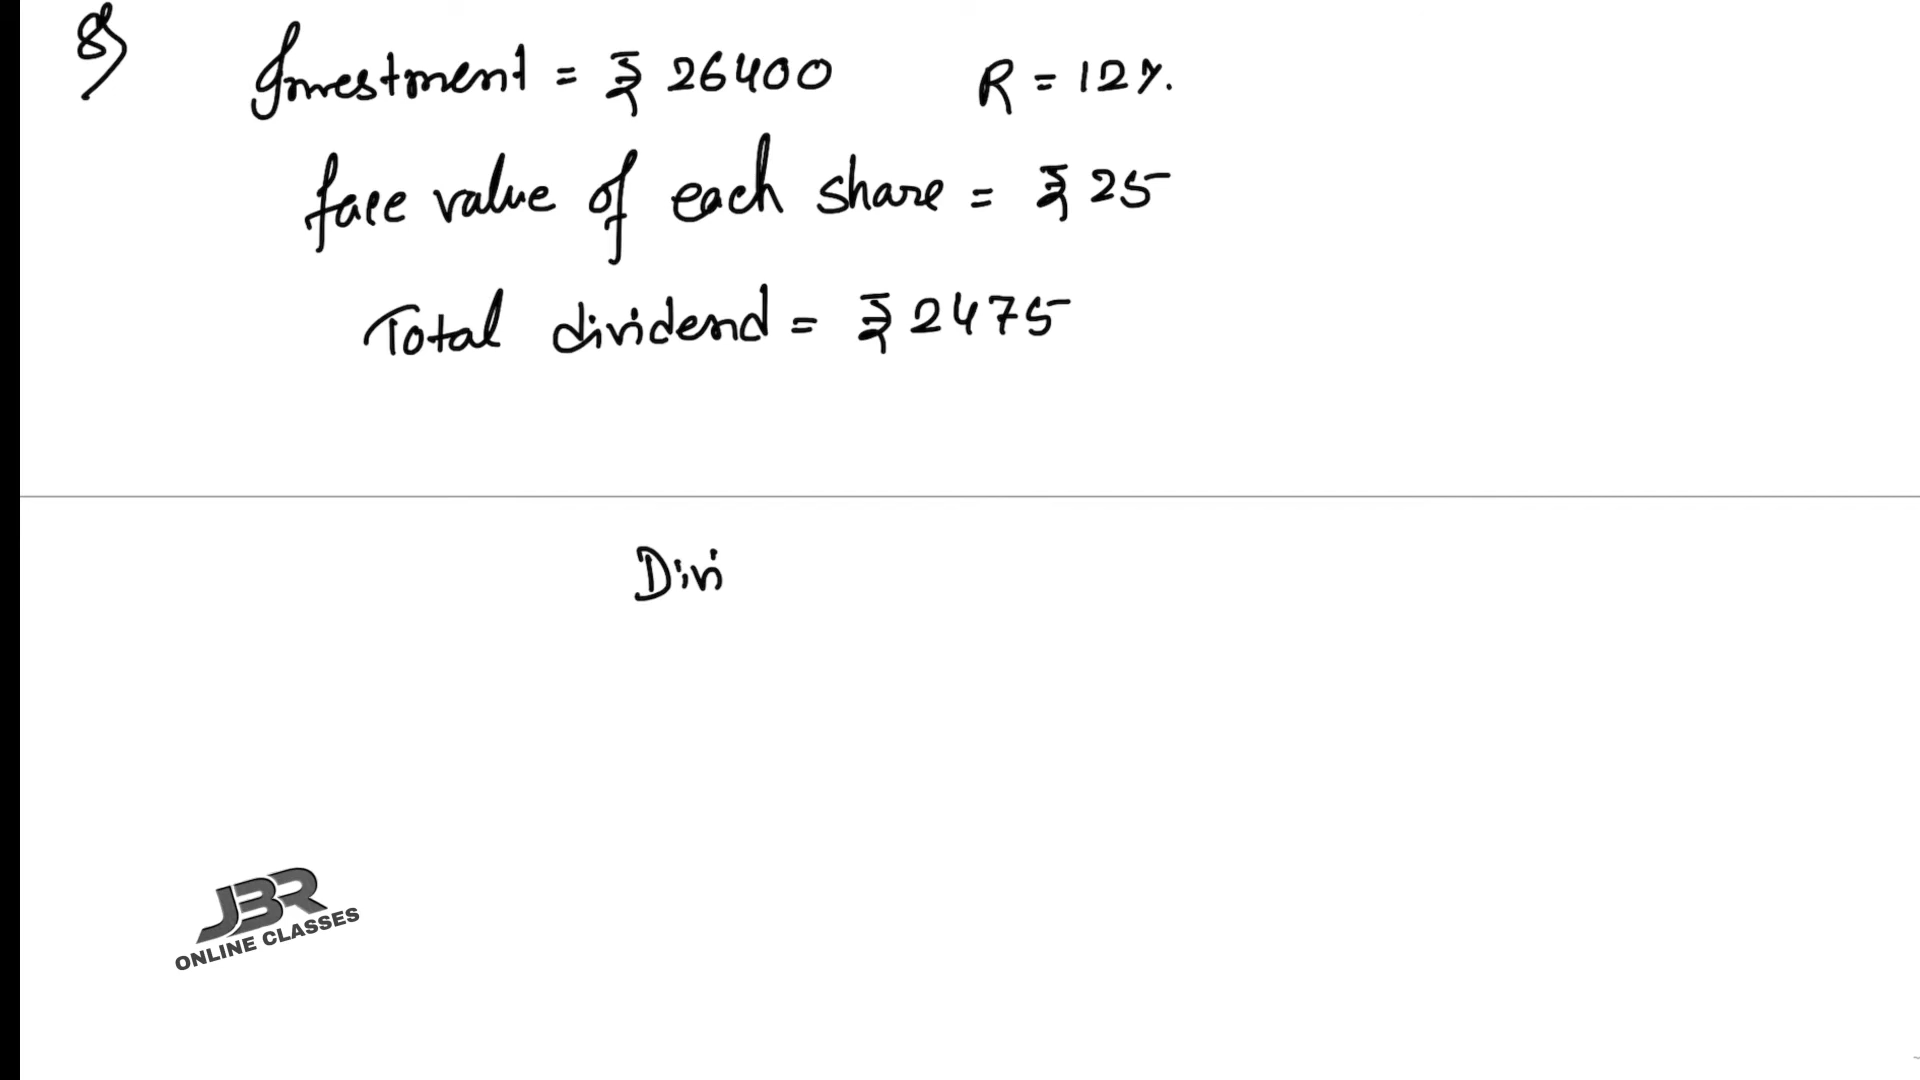 8)
Investment = ₹ 26400 R = 12%.
face value of each share = ₹ 25
Total dividend = ₹ 2475
Divi
JBR
ONLINE CLASSES